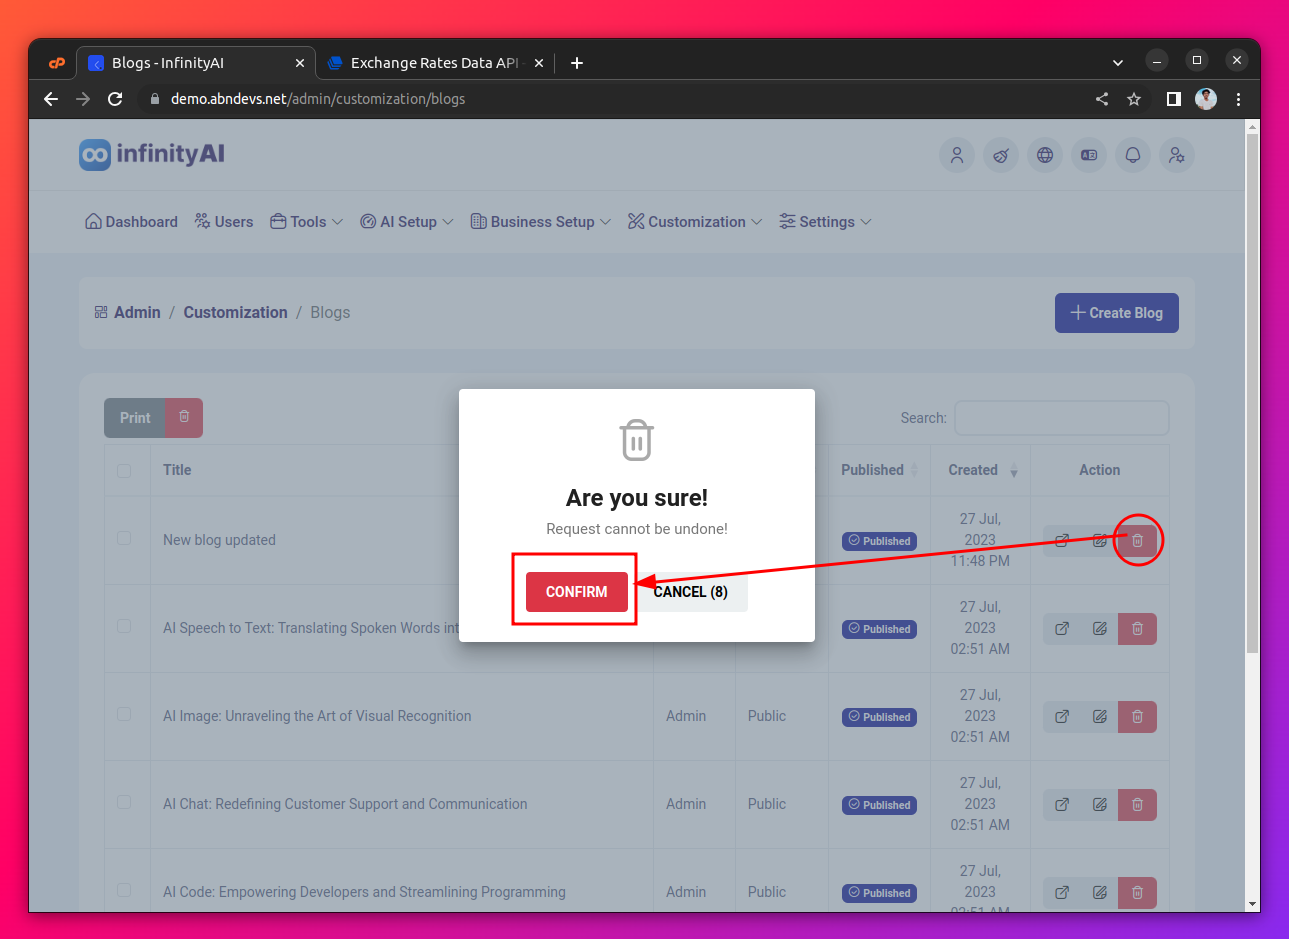 Blogs - InfinityAI
Exchange Rates Data API -
demo.abndevs.net/admin/customization/blogs
infinityAI
Dashboard Users Tools AI Setup Business Setup Customization Settings
Admin / Customization / Blogs
Create Blog
Print
Search:
Title Published Created Action
Are you sure!
Request cannot be undone!
CONFIRM CANCEL (8)
New blog updated Published 27 Jul, 2023 11:48 PM
AI Speech to Text: Translating Spoken Words int Published 27 Jul, 2023 02:51 AM
AI Image: Unraveling the Art of Visual Recognition Admin Public Published 27 Jul, 2023 02:51 AM
AI Chat: Redefining Customer Support and Communication Admin Public Published 27 Jul, 2023 02:51 AM
AI Code: Empowering Developers and Streamlining Programming Admin Public Published 27 Jul, 2023 02:51 AM